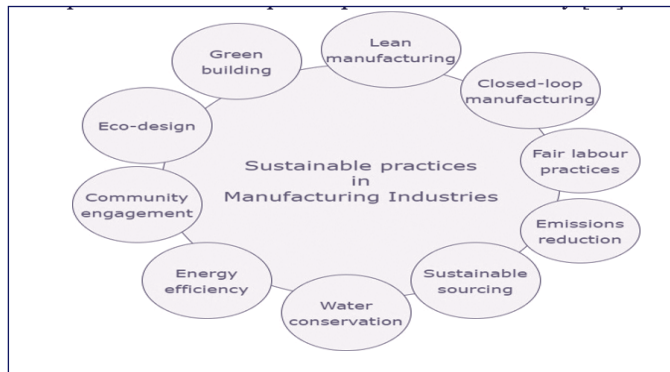 Lean
manufacturing
Green
building
Closed-loop
manufacturing
Eco-design
Fair labour
practices
Sustainable practices
in
Manufacturing Industries
Community
engagement
Emissions
reduction
Energy
efficiency
Sustainable
sourcing
Water
conservation